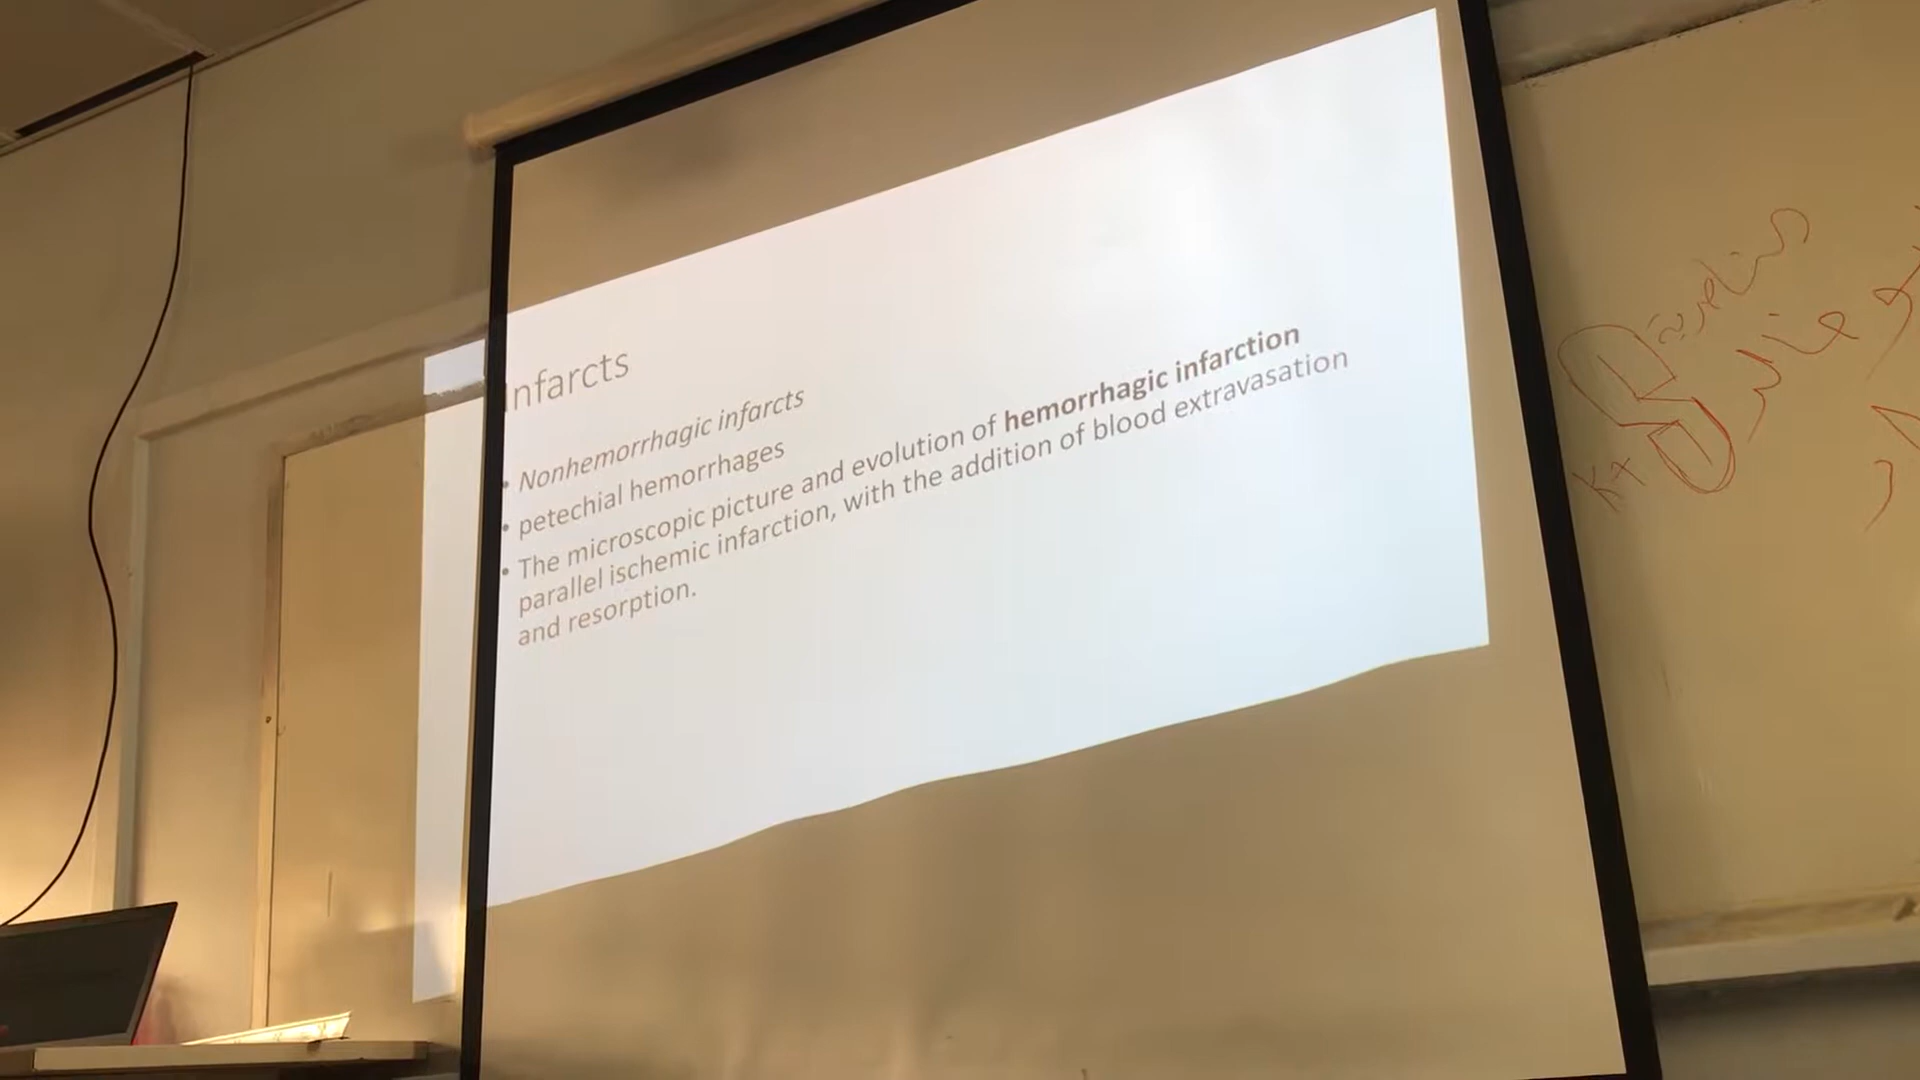 Infarcts
• Nonhemorrhagic infarcts
• petechial hemorrhages
• The microscopic picture and evolution of hemorrhagic infarction
parallel ischemic infarction, with the addition of blood extravasation
and resorption.